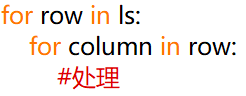 for row in ls:
    for column in row:
        #处理